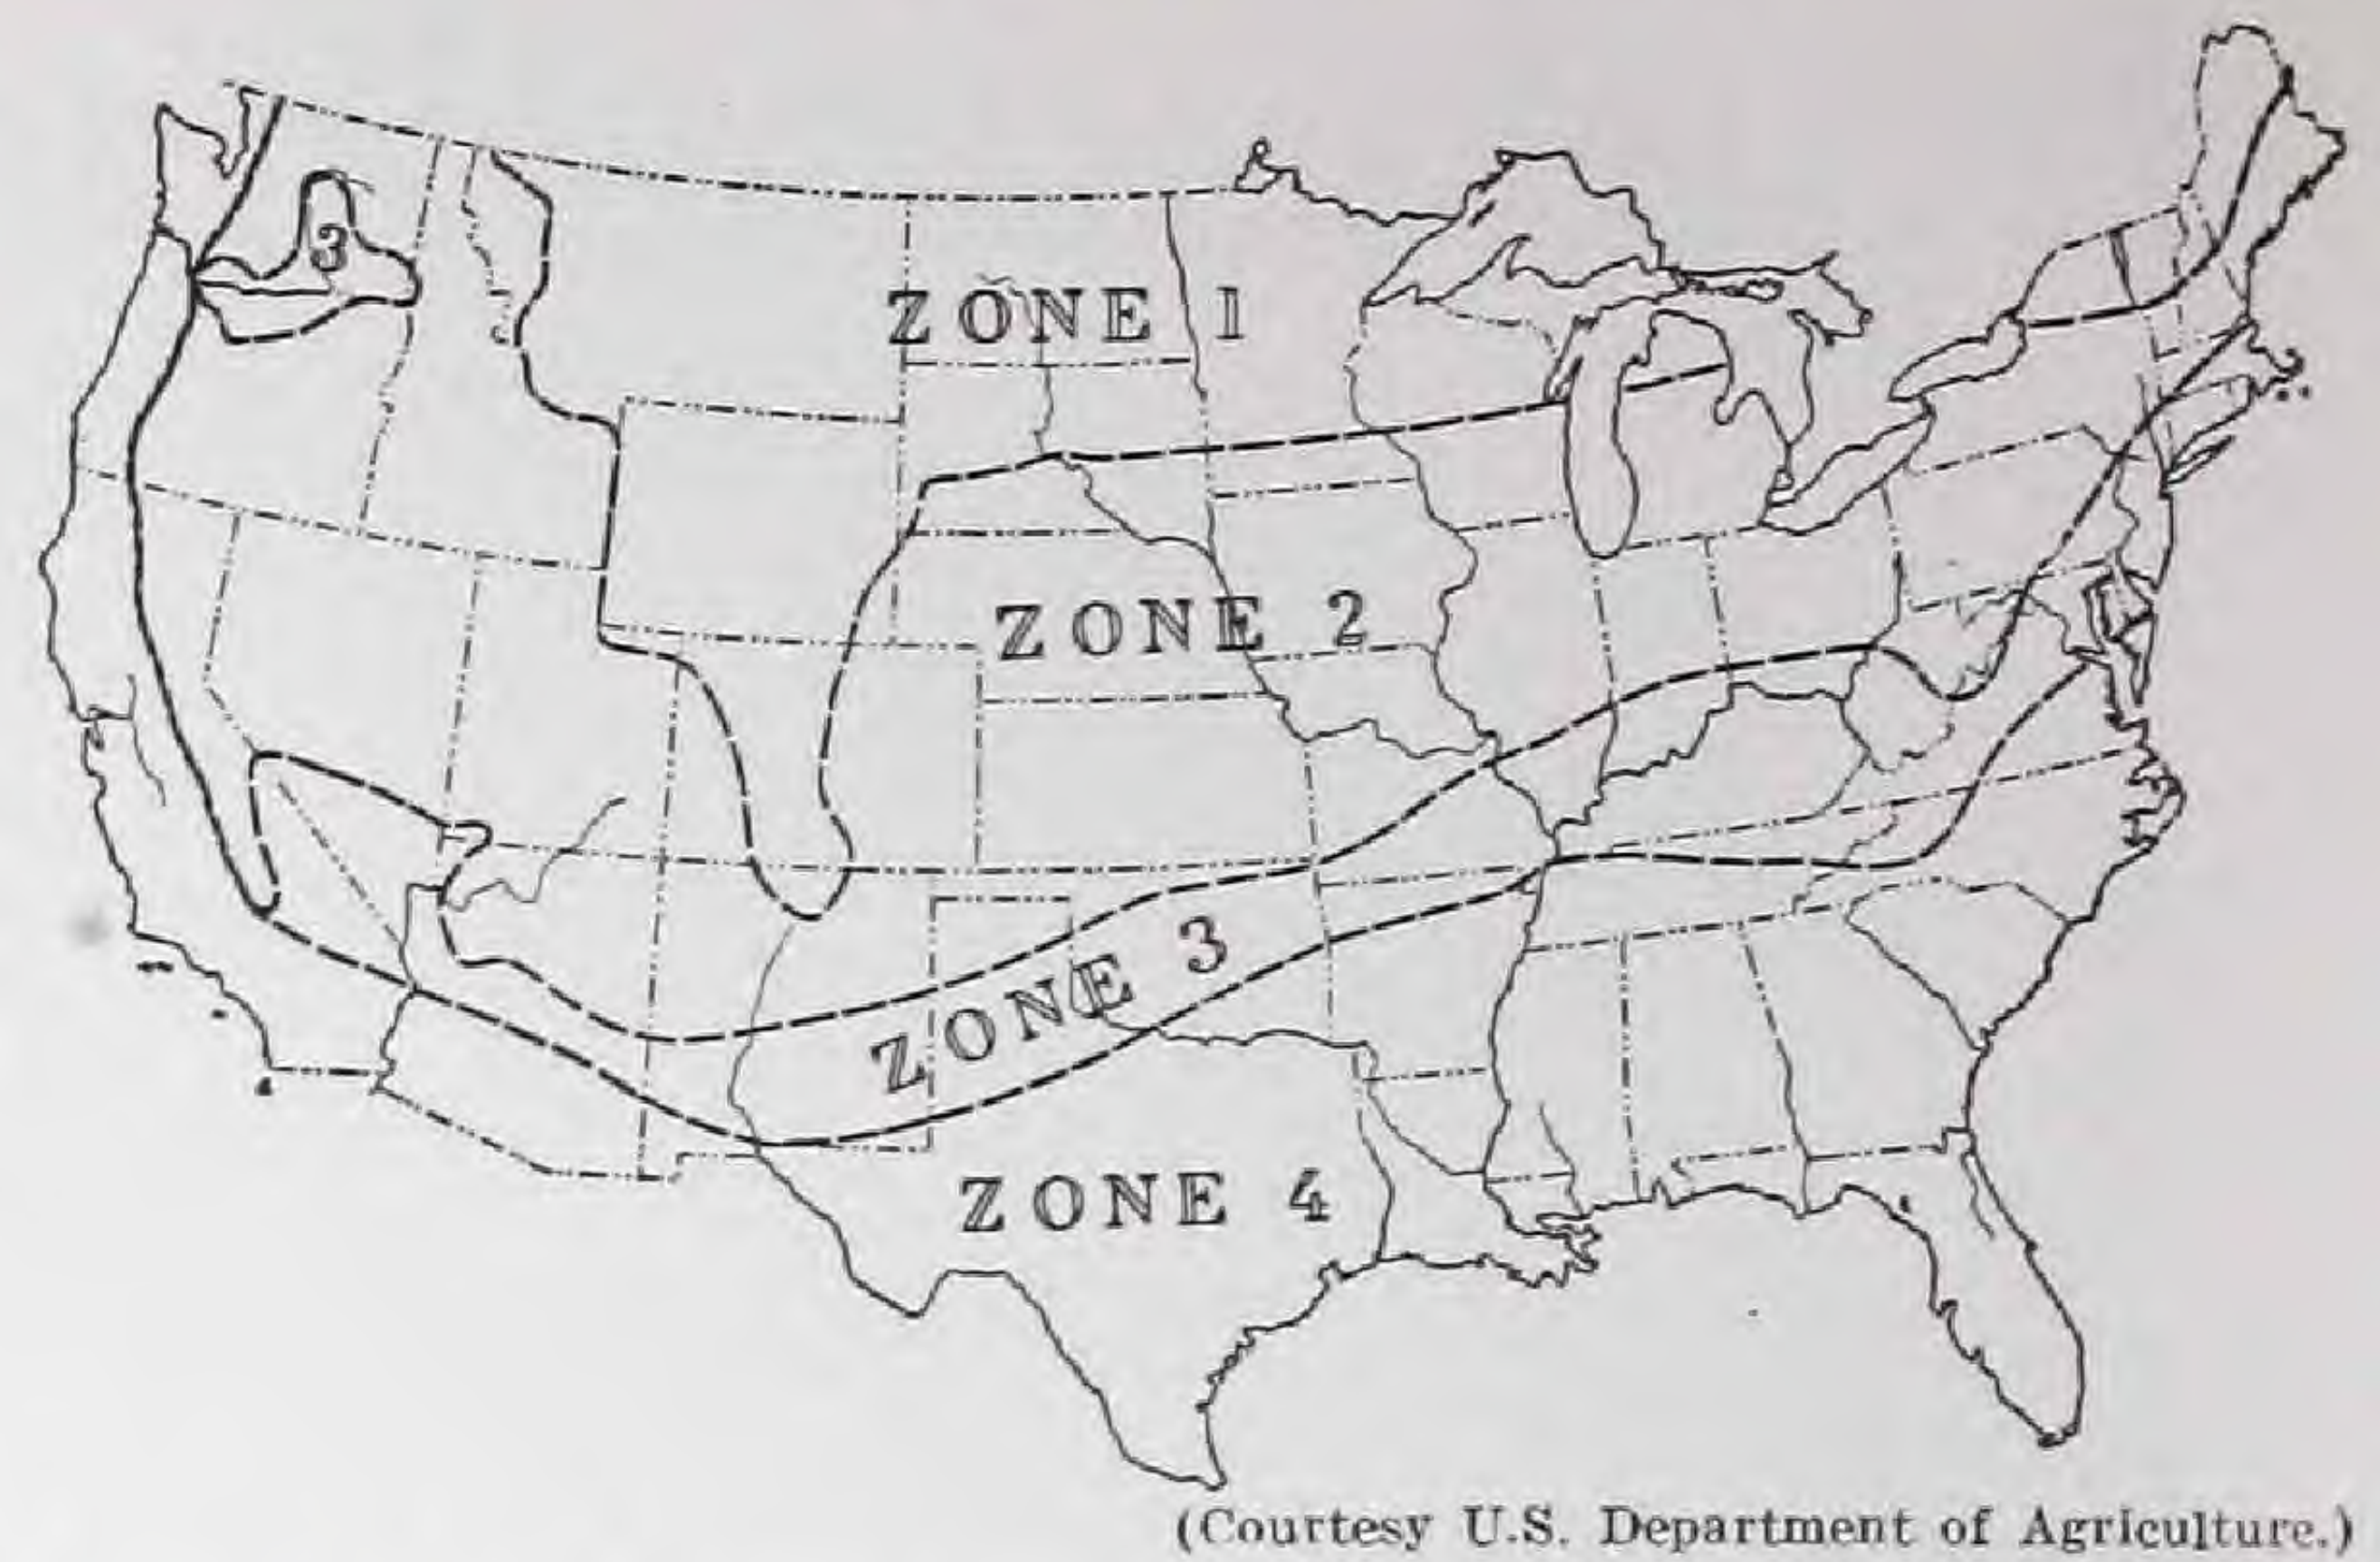 3
ZONE 1
ZONE 2
ZONE 3
ZONE 4
(Courtesy U.S. Department of Agriculture.)